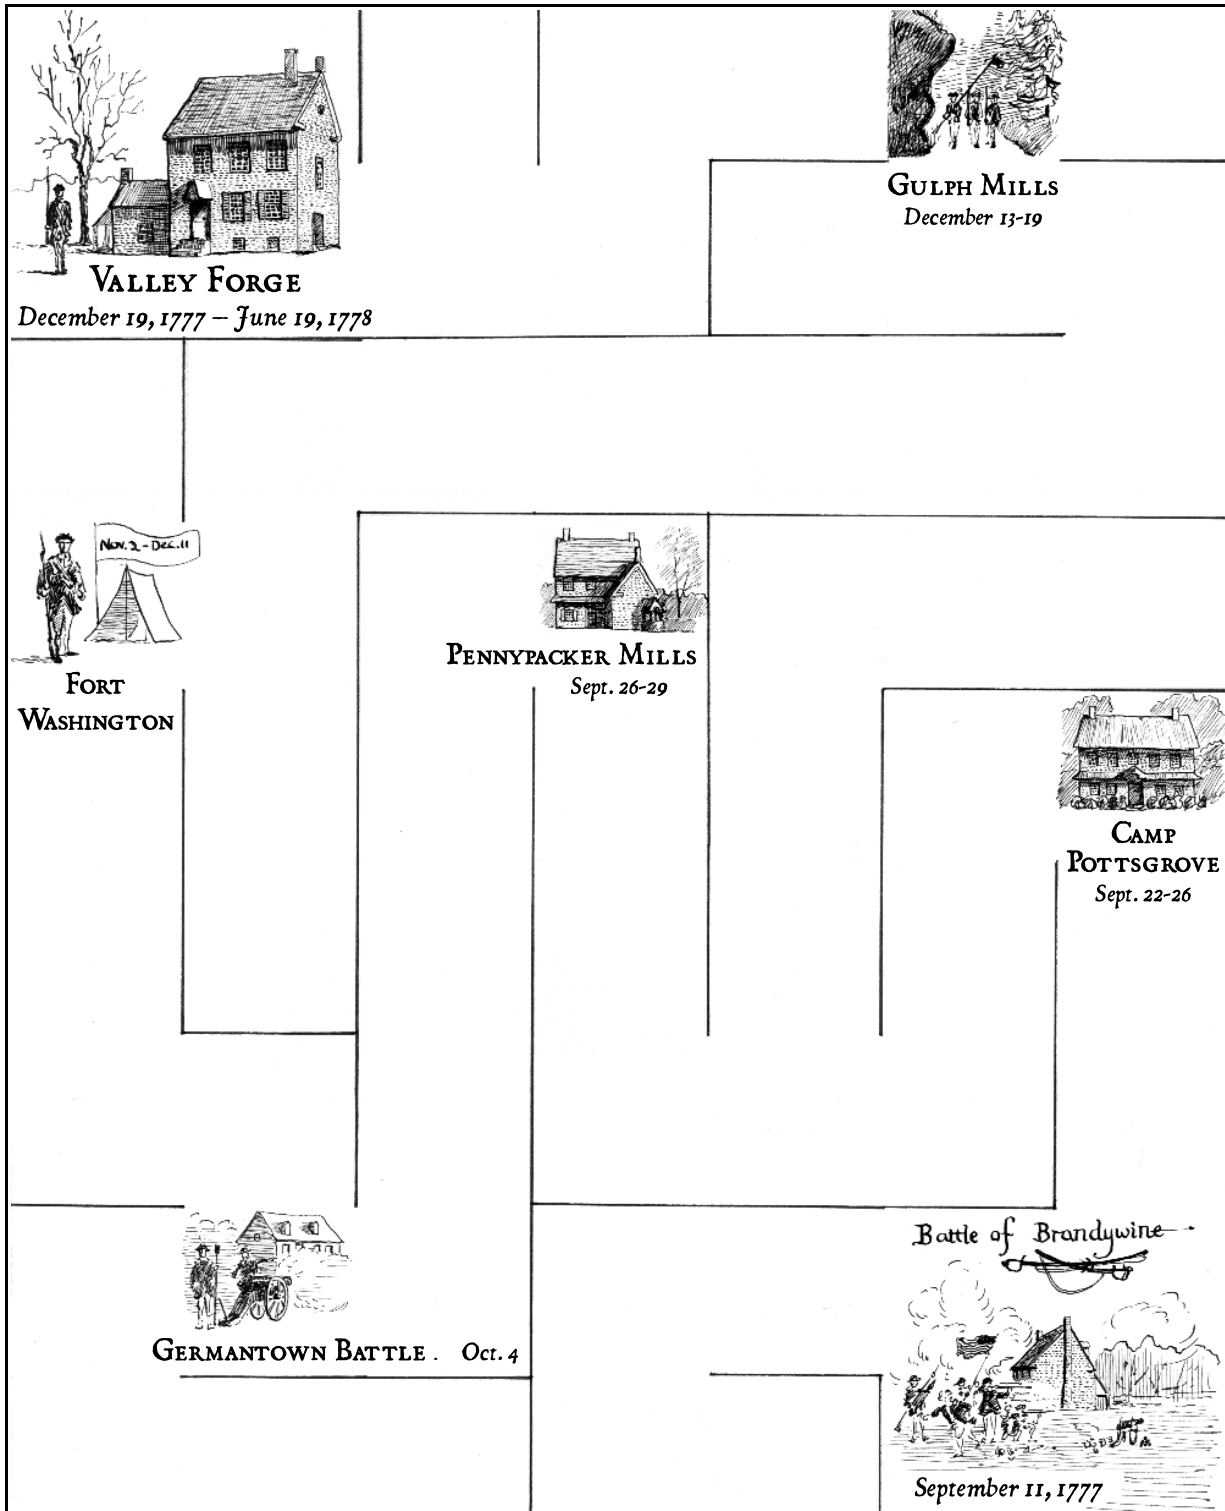 GULPH MILLS
December 13-19
VALLEY FORGE
December 19, 1777 – June 19, 1778
Nov. 2 - Dec. 11
PENNYPACKER MILLS
Sept. 26-29
FORT
WASHINGTON
CAMP
POTTSGROVE
Sept. 22-26
Battle of Brandywine
GERMANTOWN BATTLE . Oct. 4
September 11, 1777